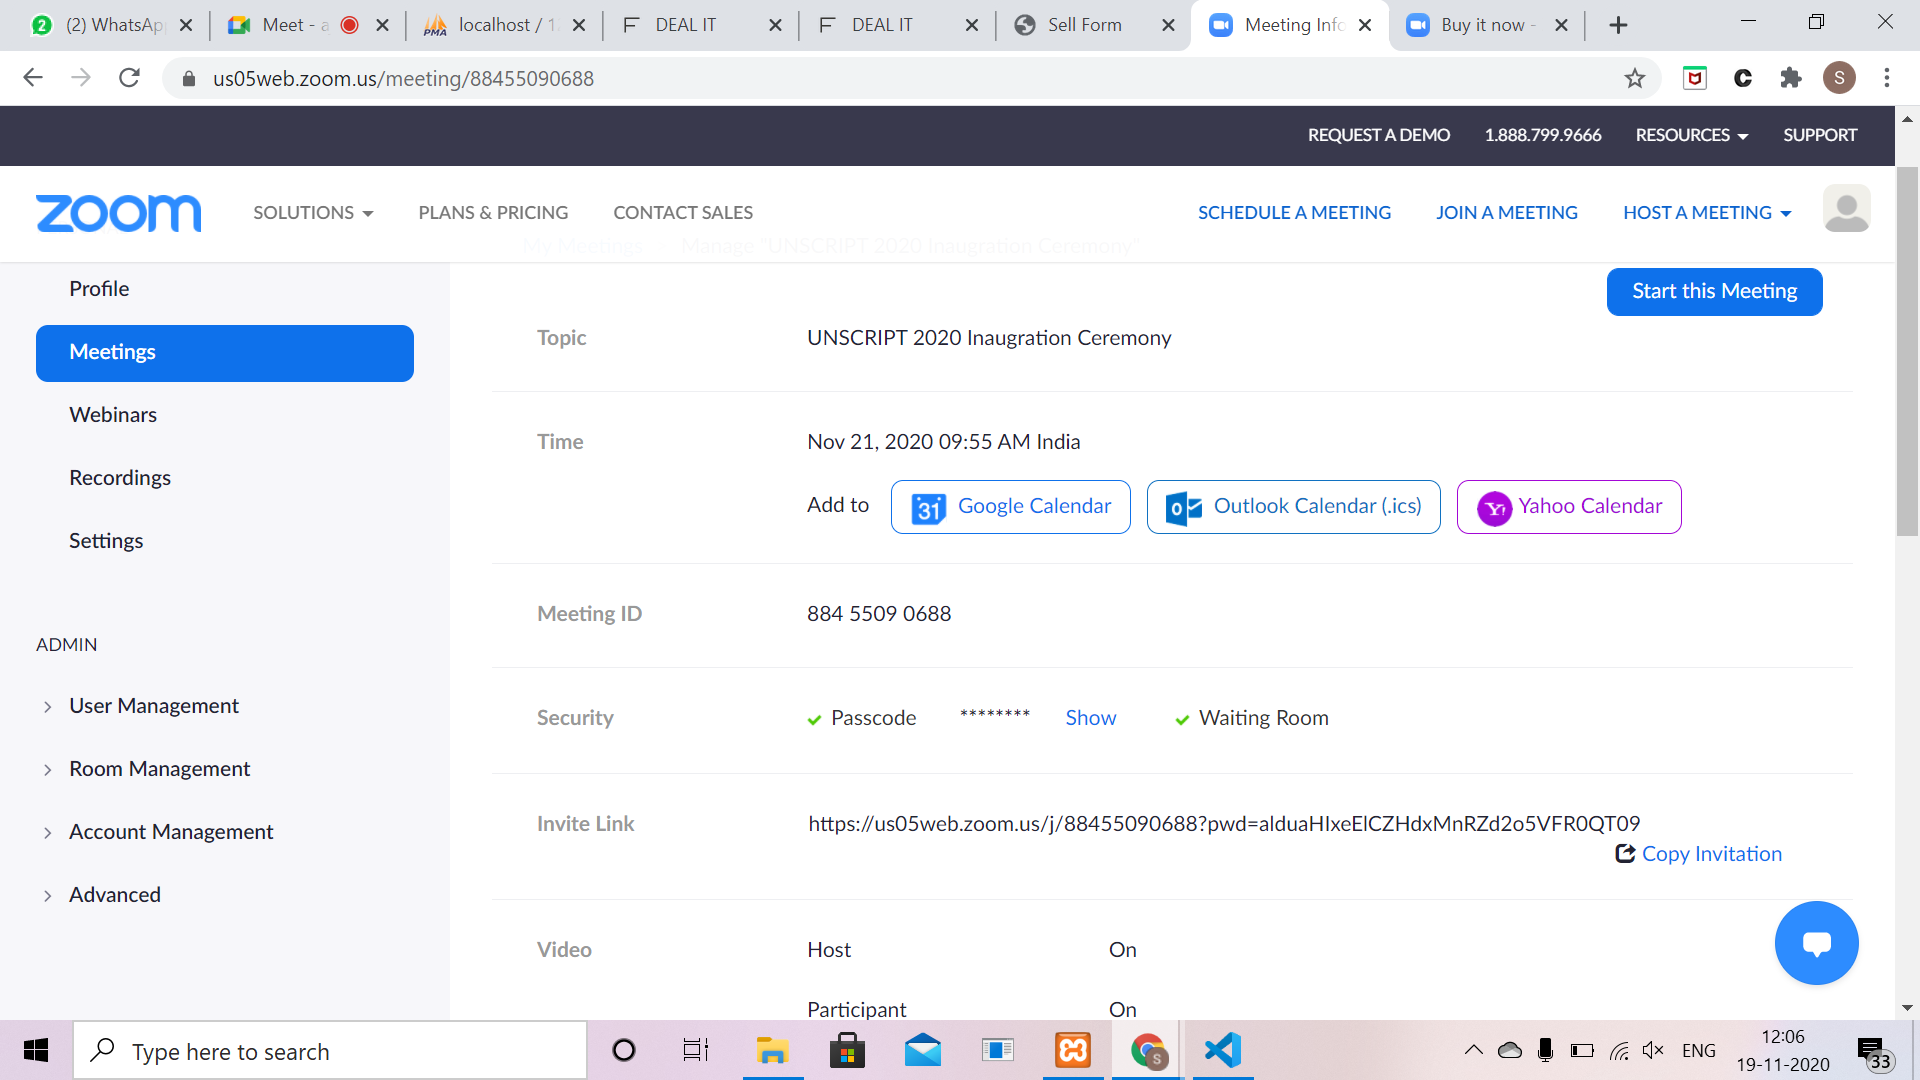 (2) WhatsAp
Meet - a
localhost / 1
DEAL IT
DEAL IT
Sell Form
Meeting Info
Buy it now -
us05web.zoom.us/meeting/88455090688
S
REQUEST A DEMO 1.888.799.9666 RESOURCES SUPPORT
zoom SOLUTIONS PLANS & PRICING CONTACT SALES SCHEDULE A MEETING JOIN A MEETING HOST A MEETING
My Meetings Manage "UNSCRIPT 2020 Inaugration Ceremony"
Profile
Meetings
Webinars
Recordings
Settings
ADMIN
User Management
Room Management
Account Management
Advanced
Start this Meeting
Topic UNSCRIPT 2020 Inaugration Ceremony
Time Nov 21, 2020 09:55 AM India
Add to 31 Google Calendar Outlook Calendar (.ics) Yahoo Calendar
Meeting ID 884 5509 0688
Security Passcode ******** Show Waiting Room
Invite Link https://us05web.zoom.us/j/88455090688?pwd=alduaHIxeElCZHdxMnRZd2o5VFR0QT09
Copy Invitation
Video Host On
Participant On
Type here to search
ENG
12:06
19-11-2020
33